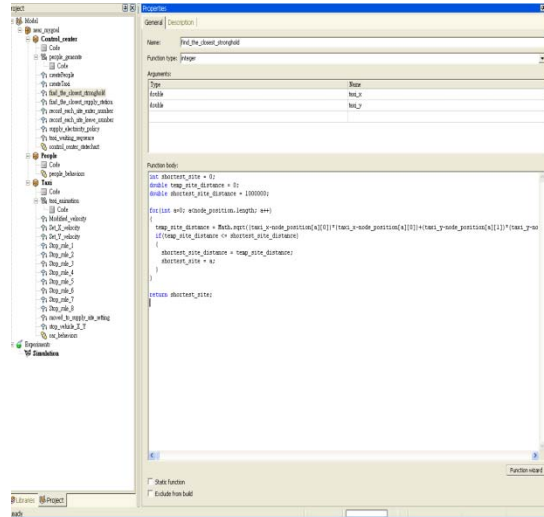 Project
Model
new_mygoal
Control_center
Code
people_generate
Code
createPeople
createTaxi
find_the_closest_stronghold
find_the_closest_supply_station
record_each_site_enter_number
record_each_site_leave_number
supply_electricity_policy
taxi_waiting_sequence
control_center_statechart
People
Code
people_behavior
Taxi
Code
taxi_animation
Code
Modified_velocity
Set_X_velocity
Set_Y_velocity
Stop_rule_1
Stop_rule_2
Stop_rule_3
Stop_rule_4
Stop_rule_5
Stop_rule_6
Stop_rule_7
Stop_rule_8
moved_to_supply_site_setting
stop_vehicle_X_Y
car_behavior
Experiments
Simulation
Libraries Project
Ready
Properties
General Description
Name: find_the_closest_stronghold
Function type: integer
Arguments:
Type Name
double taxi_x
double taxi_y
Function body:
int shortest_site = 0;
double temp_site_distance = 0;
double shortest_site_distance = 1000000;
for(int a=0; a<node_position.length; a++)
{
temp_site_distance = Math.sqrt((taxi_x-node_position[a][0])*(taxi_x-node_position[a][0])+(taxi_y-node_position[a][1])*(taxi_y-no
if(temp_site_distance <= shortest_site_distance)
{
shortest_site_distance = temp_site_distance;
shortest_site = a;
}
}
return shortest_site;
Function wizard
Static function
Exclude from build